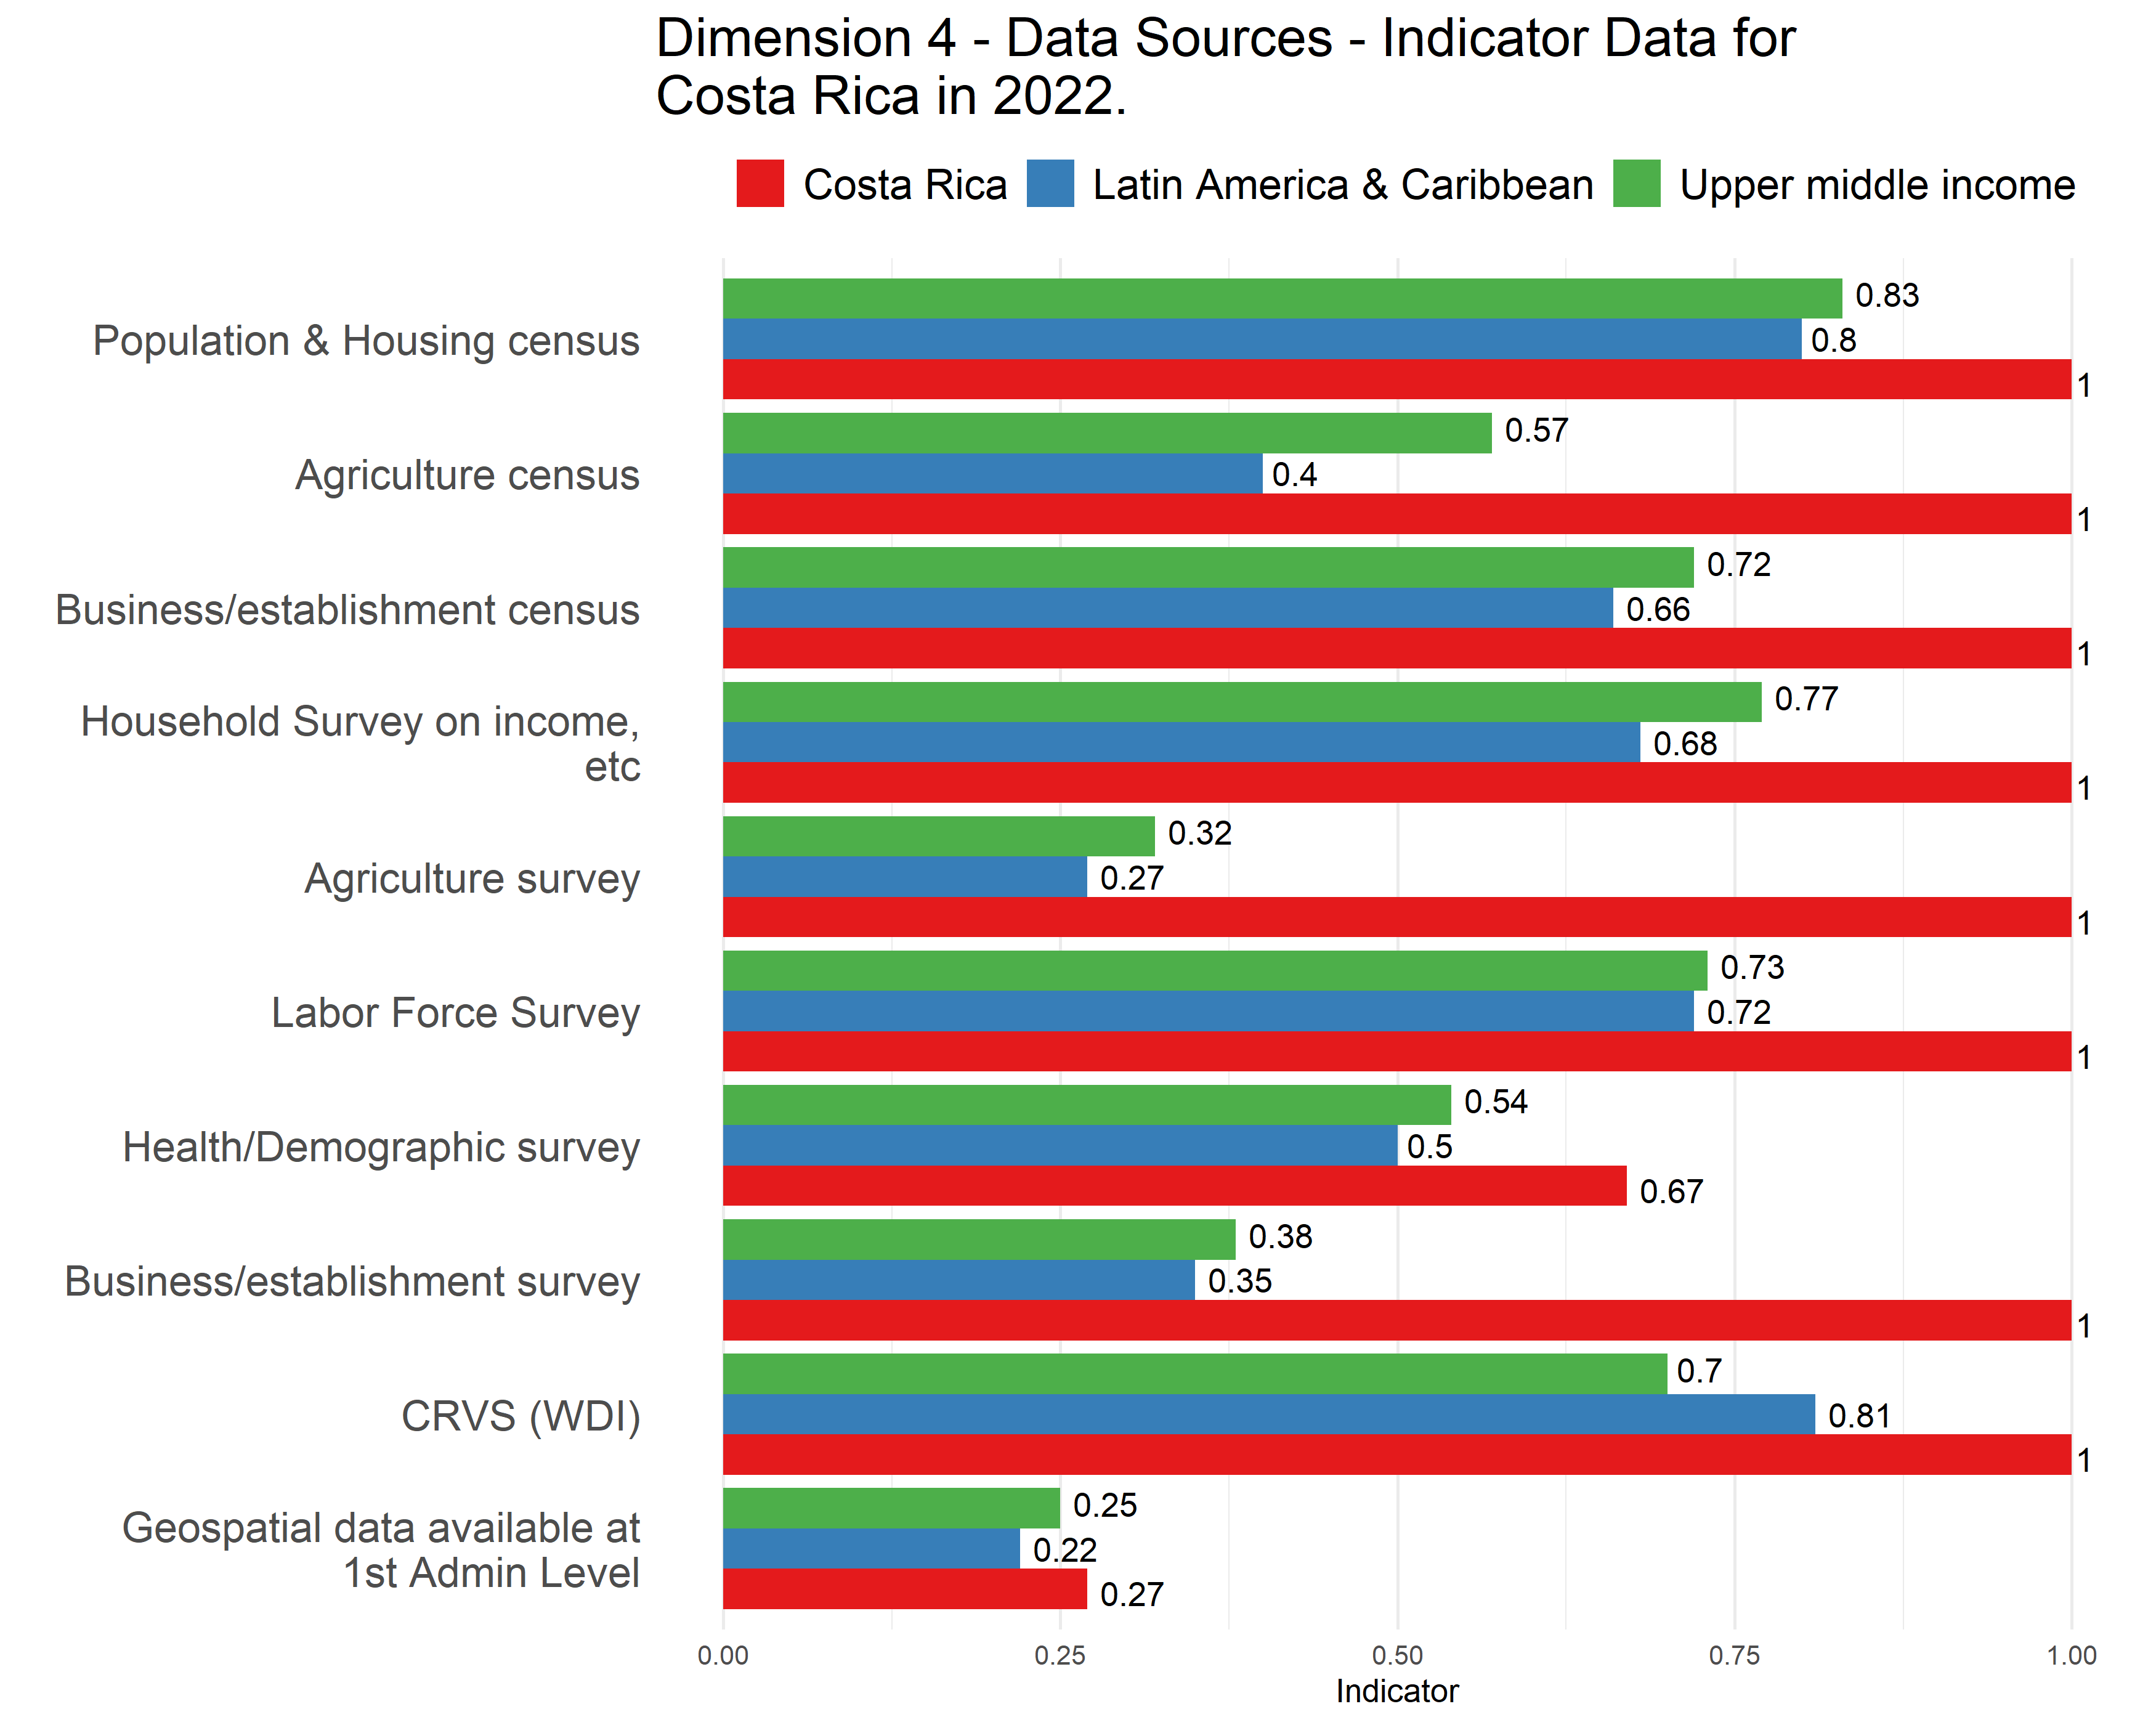 Dimension 4 - Data Sources - Indicator Data for
Costa Rica in 2022.
Costa Rica Latin America & Caribbean Upper middle income
Population & Housing census
0.83
0.8
1
Agriculture census
0.57
0.4
1
Business/establishment census
0.72
0.66
1
Household Survey on income,
etc
0.77
0.68
1
Agriculture survey
0.32
0.27
1
Labor Force Survey
0.73
0.72
1
Health/Demographic survey
0.54
0.5
0.67
Business/establishment survey
0.38
0.35
1
CRVS (WDI)
0.7
0.81
1
Geospatial data available at
1st Admin Level
0.25
0.22
0.27
0.00 0.25 0.50 0.75 1.00
Indicator